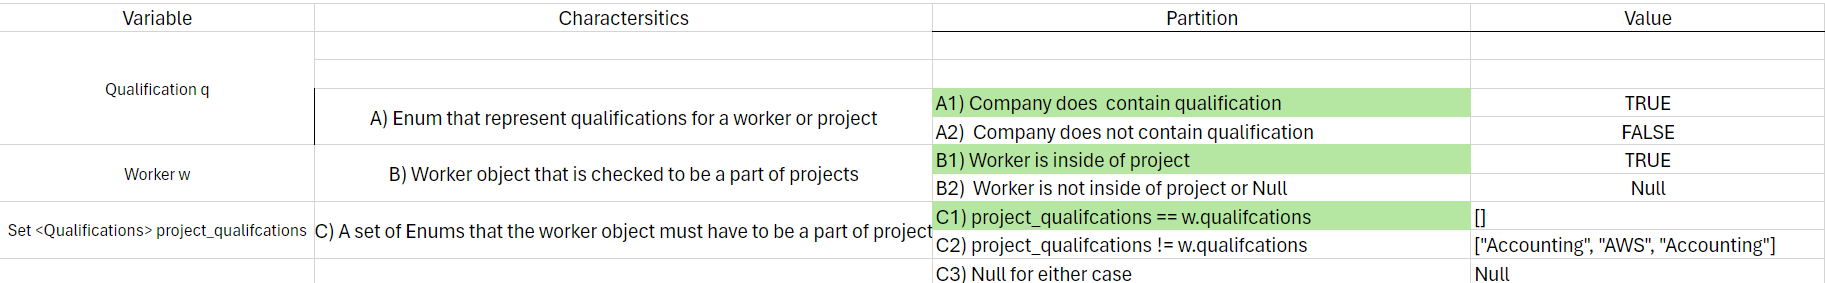 Variable Charactersitics Partition Value
Qualification q
A) Enum that represent qualifications for a worker or project
A1) Company does contain qualification TRUE
A2) Company does not contain qualification FALSE
Worker w
B) Worker object that is checked to be a part of projects
B1) Worker is inside of project TRUE
B2) Worker is not inside of project or Null Null
Set <Qualifications> project_qualifcations
C) A set of Enums that the worker object must have to be a part of project
C1) project_qualifcations == w.qualifcations []
C2) project_qualifcations != w.qualifcations ["Accounting", "AWS", "Accounting"]
C3) Null for either case Null